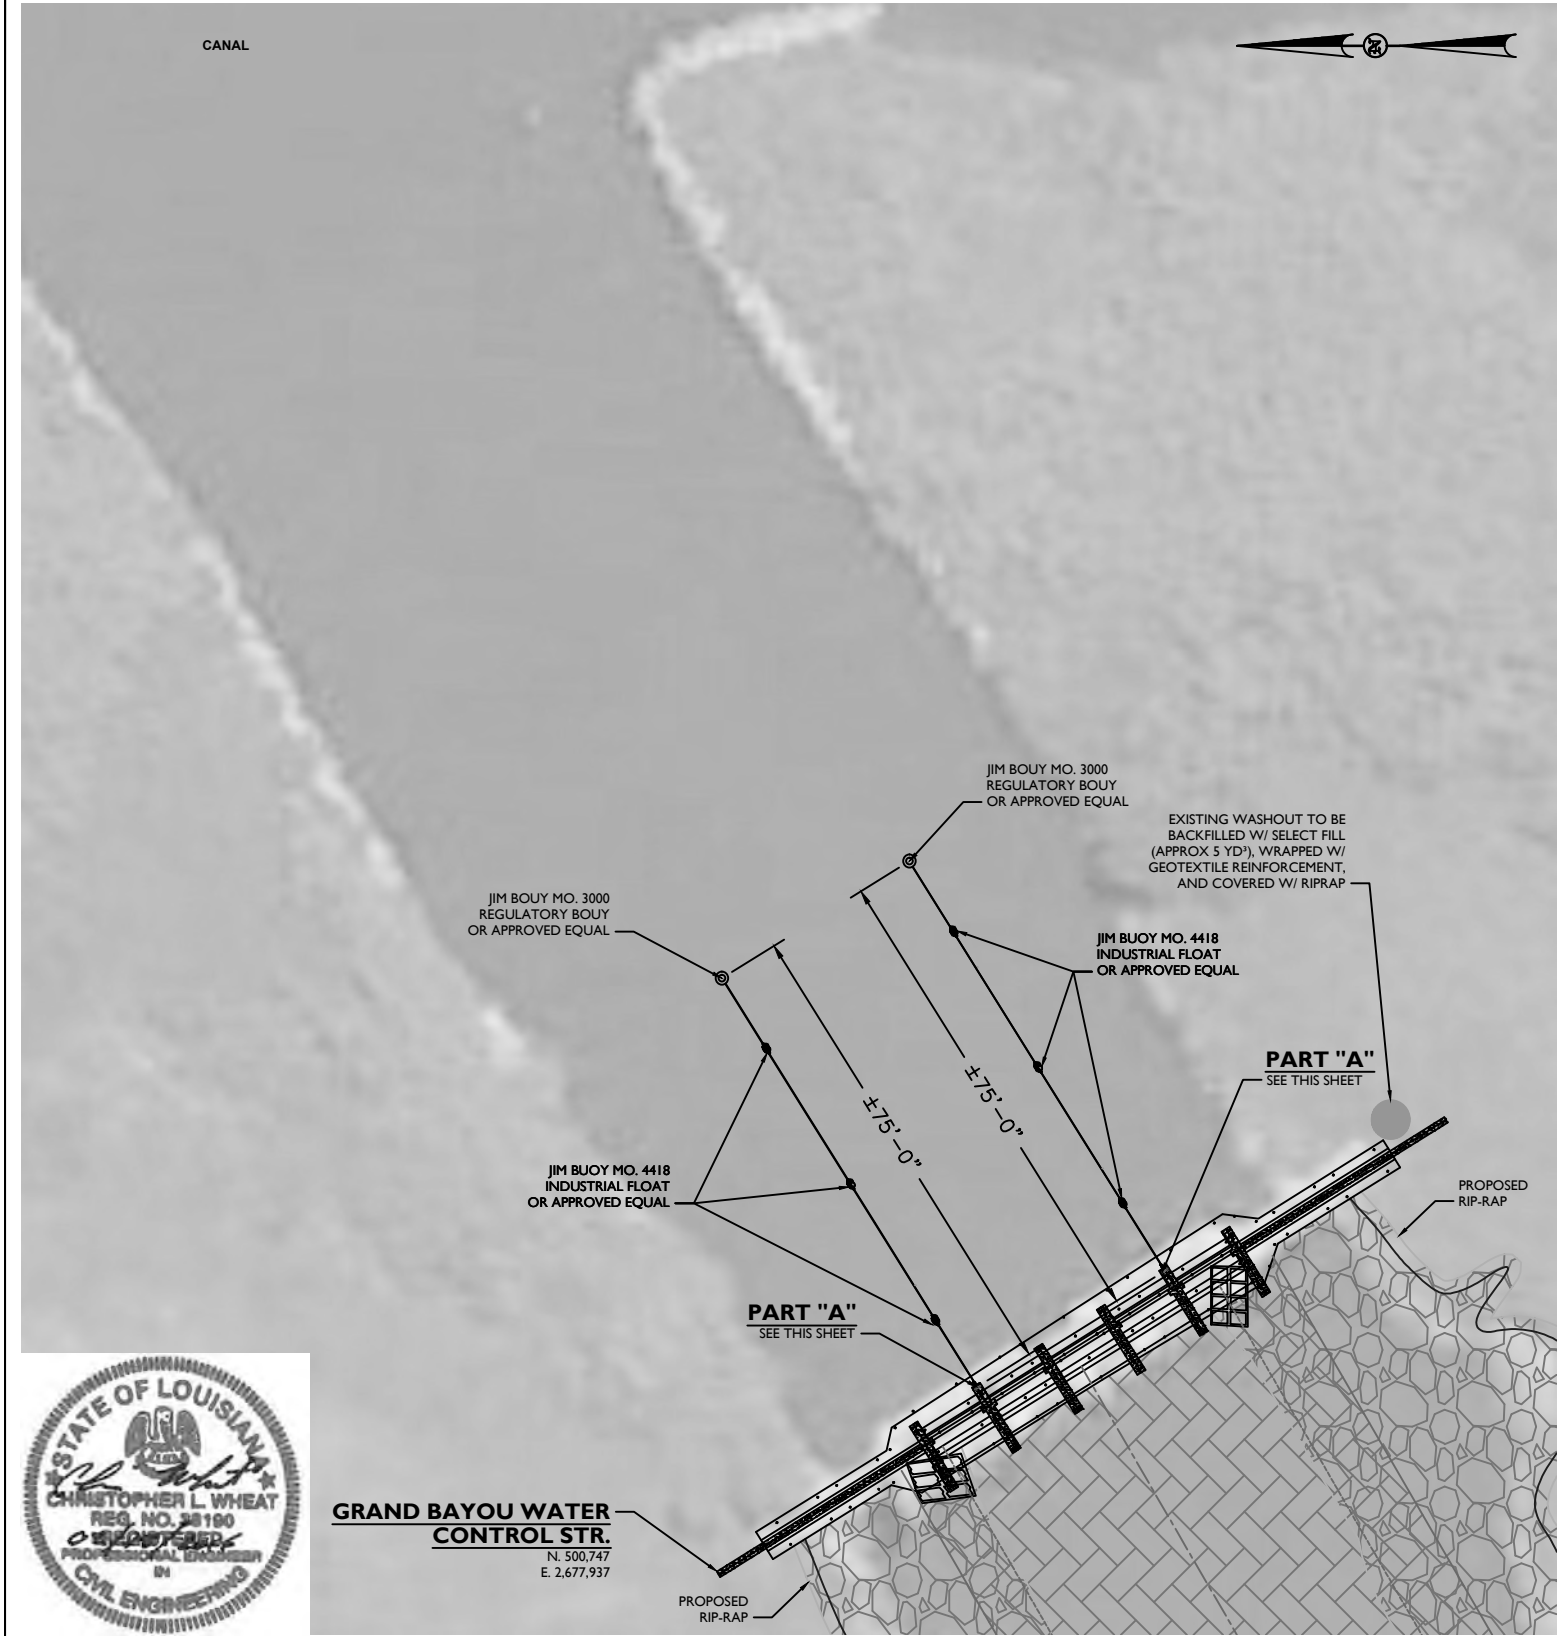 CANAL
JIM BOUY MO. 3000
REGULATORY BOUY
OR APPROVED EQUAL
EXISTING WASHOUT TO BE
BACKFILLED W/ SELECT FILL
(APPROX 5 YD³), WRAPPED W/
GEOTEXTILE REINFORCEMENT,
AND COVERED W/ RIPRAP
JIM BOUY MO. 3000
REGULATORY BOUY
OR APPROVED EQUAL
JIM BUOY MO. 4418
INDUSTRIAL FLOAT
OR APPROVED EQUAL
±75'-0"
±75'-0"
PART "A"
SEE THIS SHEET
JIM BUOY MO. 4418
INDUSTRIAL FLOAT
OR APPROVED EQUAL
PROPOSED
RIP-RAP
PART "A"
SEE THIS SHEET
GRAND BAYOU WATER
CONTROL STR.
N. 500,747
E. 2,677,937
PROPOSED
RIP-RAP
STATE OF LOUISIANA
CHRISTOPHER L. WHEAT
REG. NO.
REGISTERED
PROFESSIONAL ENGINEER
IN
CIVIL ENGINEERING